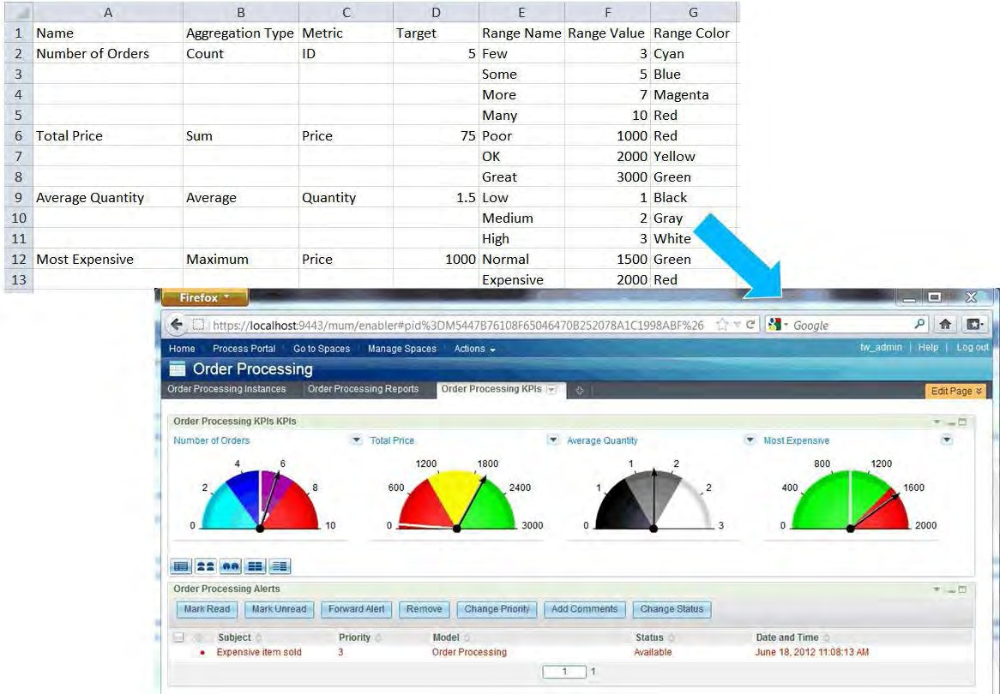 A B C D E F G
1 Name Aggregation Type Metric Target Range Name Range Value Range Color
2 Number of Orders Count ID 5 Few 3 Cyan
3 Some 5 Blue
4 More 7 Magenta
5 Many 10 Red
6 Total Price Sum Price 75 Poor 1000 Red
7 OK 2000 Yellow
8 Great 3000 Green
9 Average Quantity Average Quantity 1.5 Low 1 Black
10 Medium 2 Gray
11 High 3 White
12 Most Expensive Maximum Price 1000 Normal 1500 Green
13 Expensive 2000 Red
Firefox
https://localhost:9443/mum/enabler#pid%3DM5447B76108F65046470B252078A1C1998ABF%26 Google
Home Process Portal Go to Spaces Manage Spaces Actions tw_admin | Help | Log out
Order Processing
Order Processing Instances Order Processing Reports Order Processing KPIs Edit Page
Order Processing KPIs KPIs
Number of Orders Total Price Average Quantity Most Expensive
4 6 1200 1800 1 2 800 1200
2 8 600 2400 1 2 400 1600
0 10 0 3000 0 3 0 2000
Order Processing Alerts
Mark Read Mark Unread Forward Alert Remove Change Priority Add Comments Change Status
Subject Priority Model Status Date and Time
Expensive item sold 3 Order Processing Available June 18, 2012 11:08:13 AM
1 1